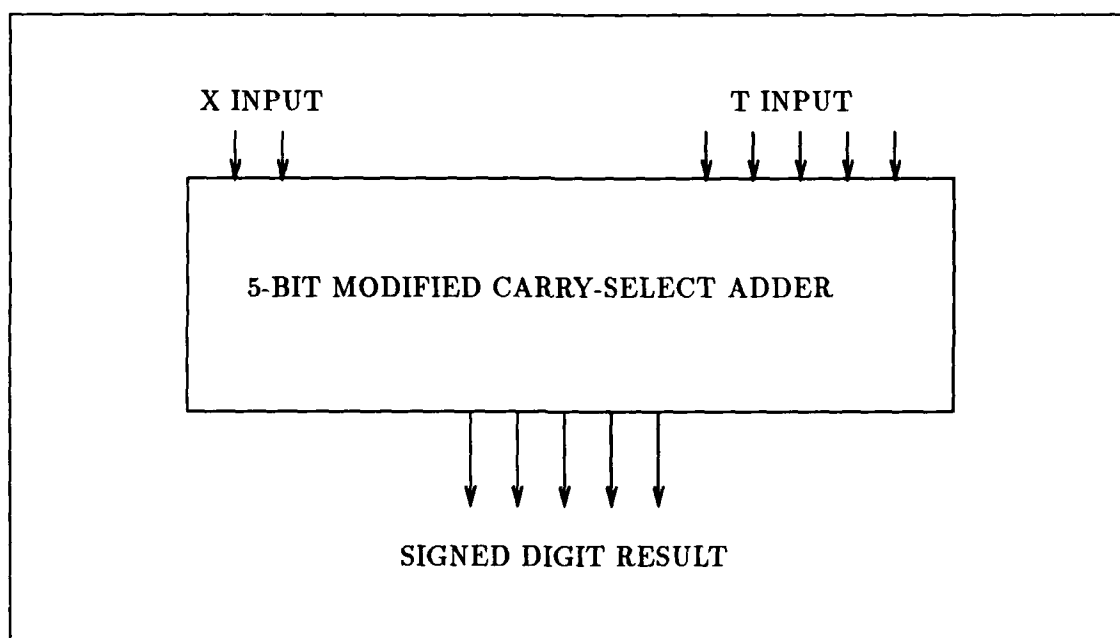 X INPUT
T INPUT
5-BIT MODIFIED CARRY-SELECT ADDER
SIGNED DIGIT RESULT